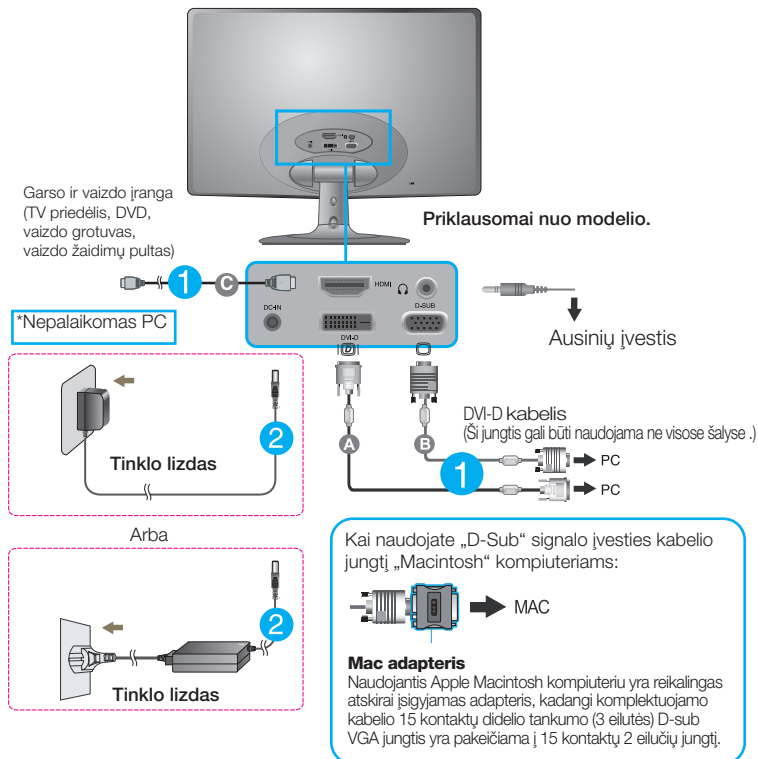 Garso ir vaizdo įranga
(TV priedėlis, DVD,
vaizdo grotuvas,
vaizdo žaidimų pultas)
Priklausomai nuo modelio.
1
C
HDMI
DC-IN
D-SUB
DVI-D
*Nepalaikomas PC
Ausinių įvestis
2
Tinklo lizdas
A
B
DVI-D kabelis
(Ši jungtis gali būti naudojama ne visose šalyse .)
1
PC
PC
Arba
2
Tinklo lizdas
Kai naudojate „D-Sub“ signalo įvesties kabelio
jungtį „Macintosh“ kompiuteriams:
MAC
Mac adapteris
Naudojantis Apple Macintosh kompiuteriu yra reikalingas
atskirai įsigyjamas adapteris, kadangi komplektuojamo
kabelio 15 kontaktų didelio tankumo (3 eilutės) D-sub
VGA jungtis yra pakeičiama į 15 kontaktų 2 eilučių jungtį.